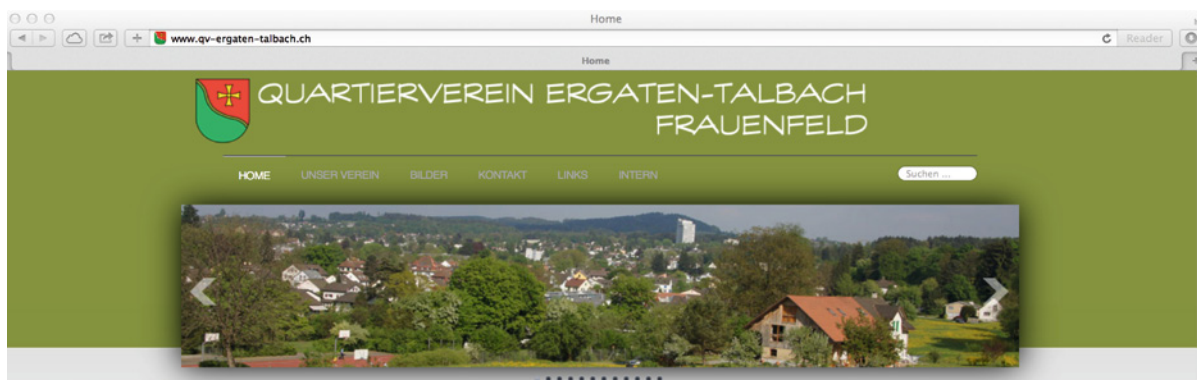 Home
www.qv-ergaten-talbach.ch
Reader
Home
QUARTIERVEREIN ERGATEN-TALBACH
FRAUENFELD
HOME UNSER VEREIN BILDER KONTAKT LINKS INTERN
Suchen ...